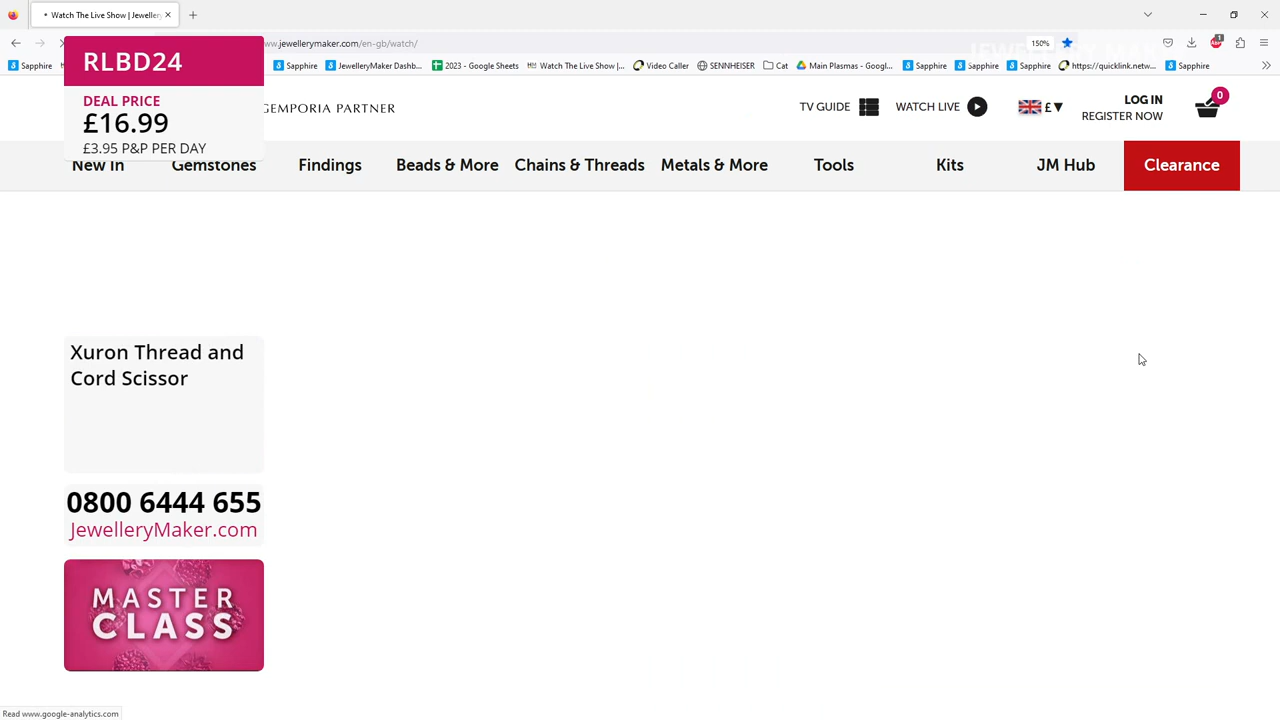 Watch The Live Show | Jeweller
RLBD24
DEAL PRICE
£16.99
£3.95 P&P PER DAY
ww.jewellerymaker.com/en-gb/watch/
150%
1
JEWELLERY MAK
Sapphire
Sapphire
JewelleryMaker Dashb...
2023 - Google Sheets
Watch The Live Show |...
Video Caller
SENNHEISER
Cat
Main Plasmas - Googl...
Sapphire
Sapphire
Sapphire
https://quicklink.netw...
Sapphire
GEMPORIA PARTNER
TV GUIDE
WATCH LIVE
£
LOG IN
REGISTER NOW
0
New In
Gemstones
Findings
Beads & More
Chains & Threads
Metals & More
Tools
Kits
JM Hub
Clearance
Xuron Thread and
Cord Scissor
0800 6444 655
JewelleryMaker.com
MASTER
CLASS
Read www.google-analytics.com